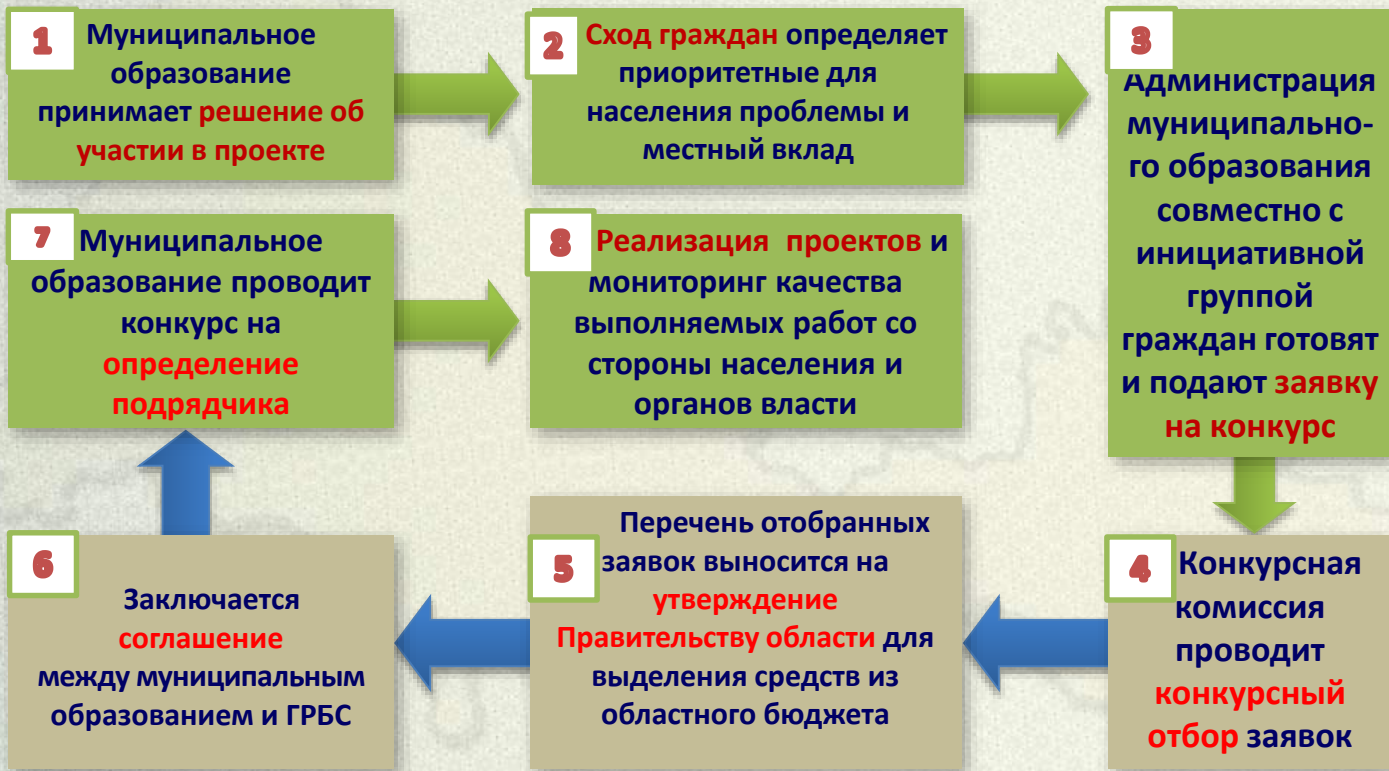 1
Муниципальное
образование
принимает решение об
участии в проекте
2
Сход граждан определяет
приоритетные для
населения проблемы и
местный вклад
3
Администрация
муниципально-
го образования
совместно с
инициативной
группой
граждан готовят
и подают заявку
на конкурс
4
Конкурсная
комиссия
проводит
конкурсный
отбор заявок
5
Перечень отобранных
заявок выносится на
утверждение
Правительству области для
выделения средств из
областного бюджета
6
Заключается
соглашение
между муниципальным
образованием и ГРБС
7
Муниципальное
образование проводит
конкурс на
определение
подрядчика
8
Реализация проектов и
мониторинг качества
выполняемых работ со
стороны населения и
органов власти